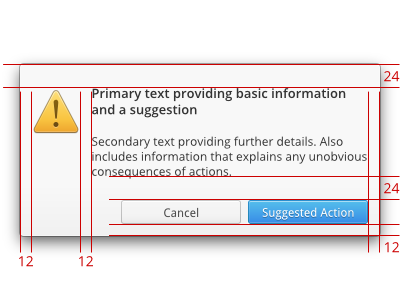 24
Primary text providing basic information
and a suggestion
Secondary text providing further details. Also
includes information that explains any unobvious
consequences of actions.
24
Cancel
Suggested Action
12
12
12